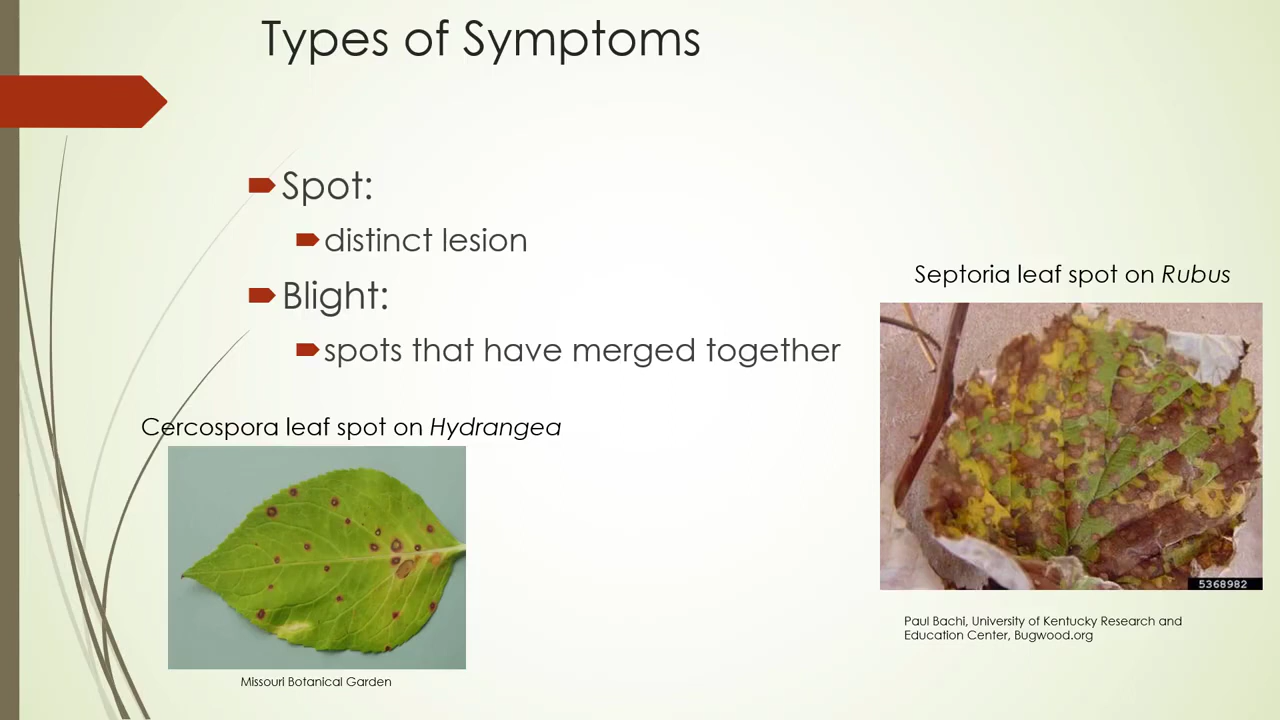 Types of Symptoms
Spot:
distinct lesion
Blight:
spots that have merged together
Cercospora leaf spot on Hydrangea
Missouri Botanical Garden
Septoria leaf spot on Rubus
5368982
Paul Bachi, University of Kentucky Research and
Education Center, Bugwood.org